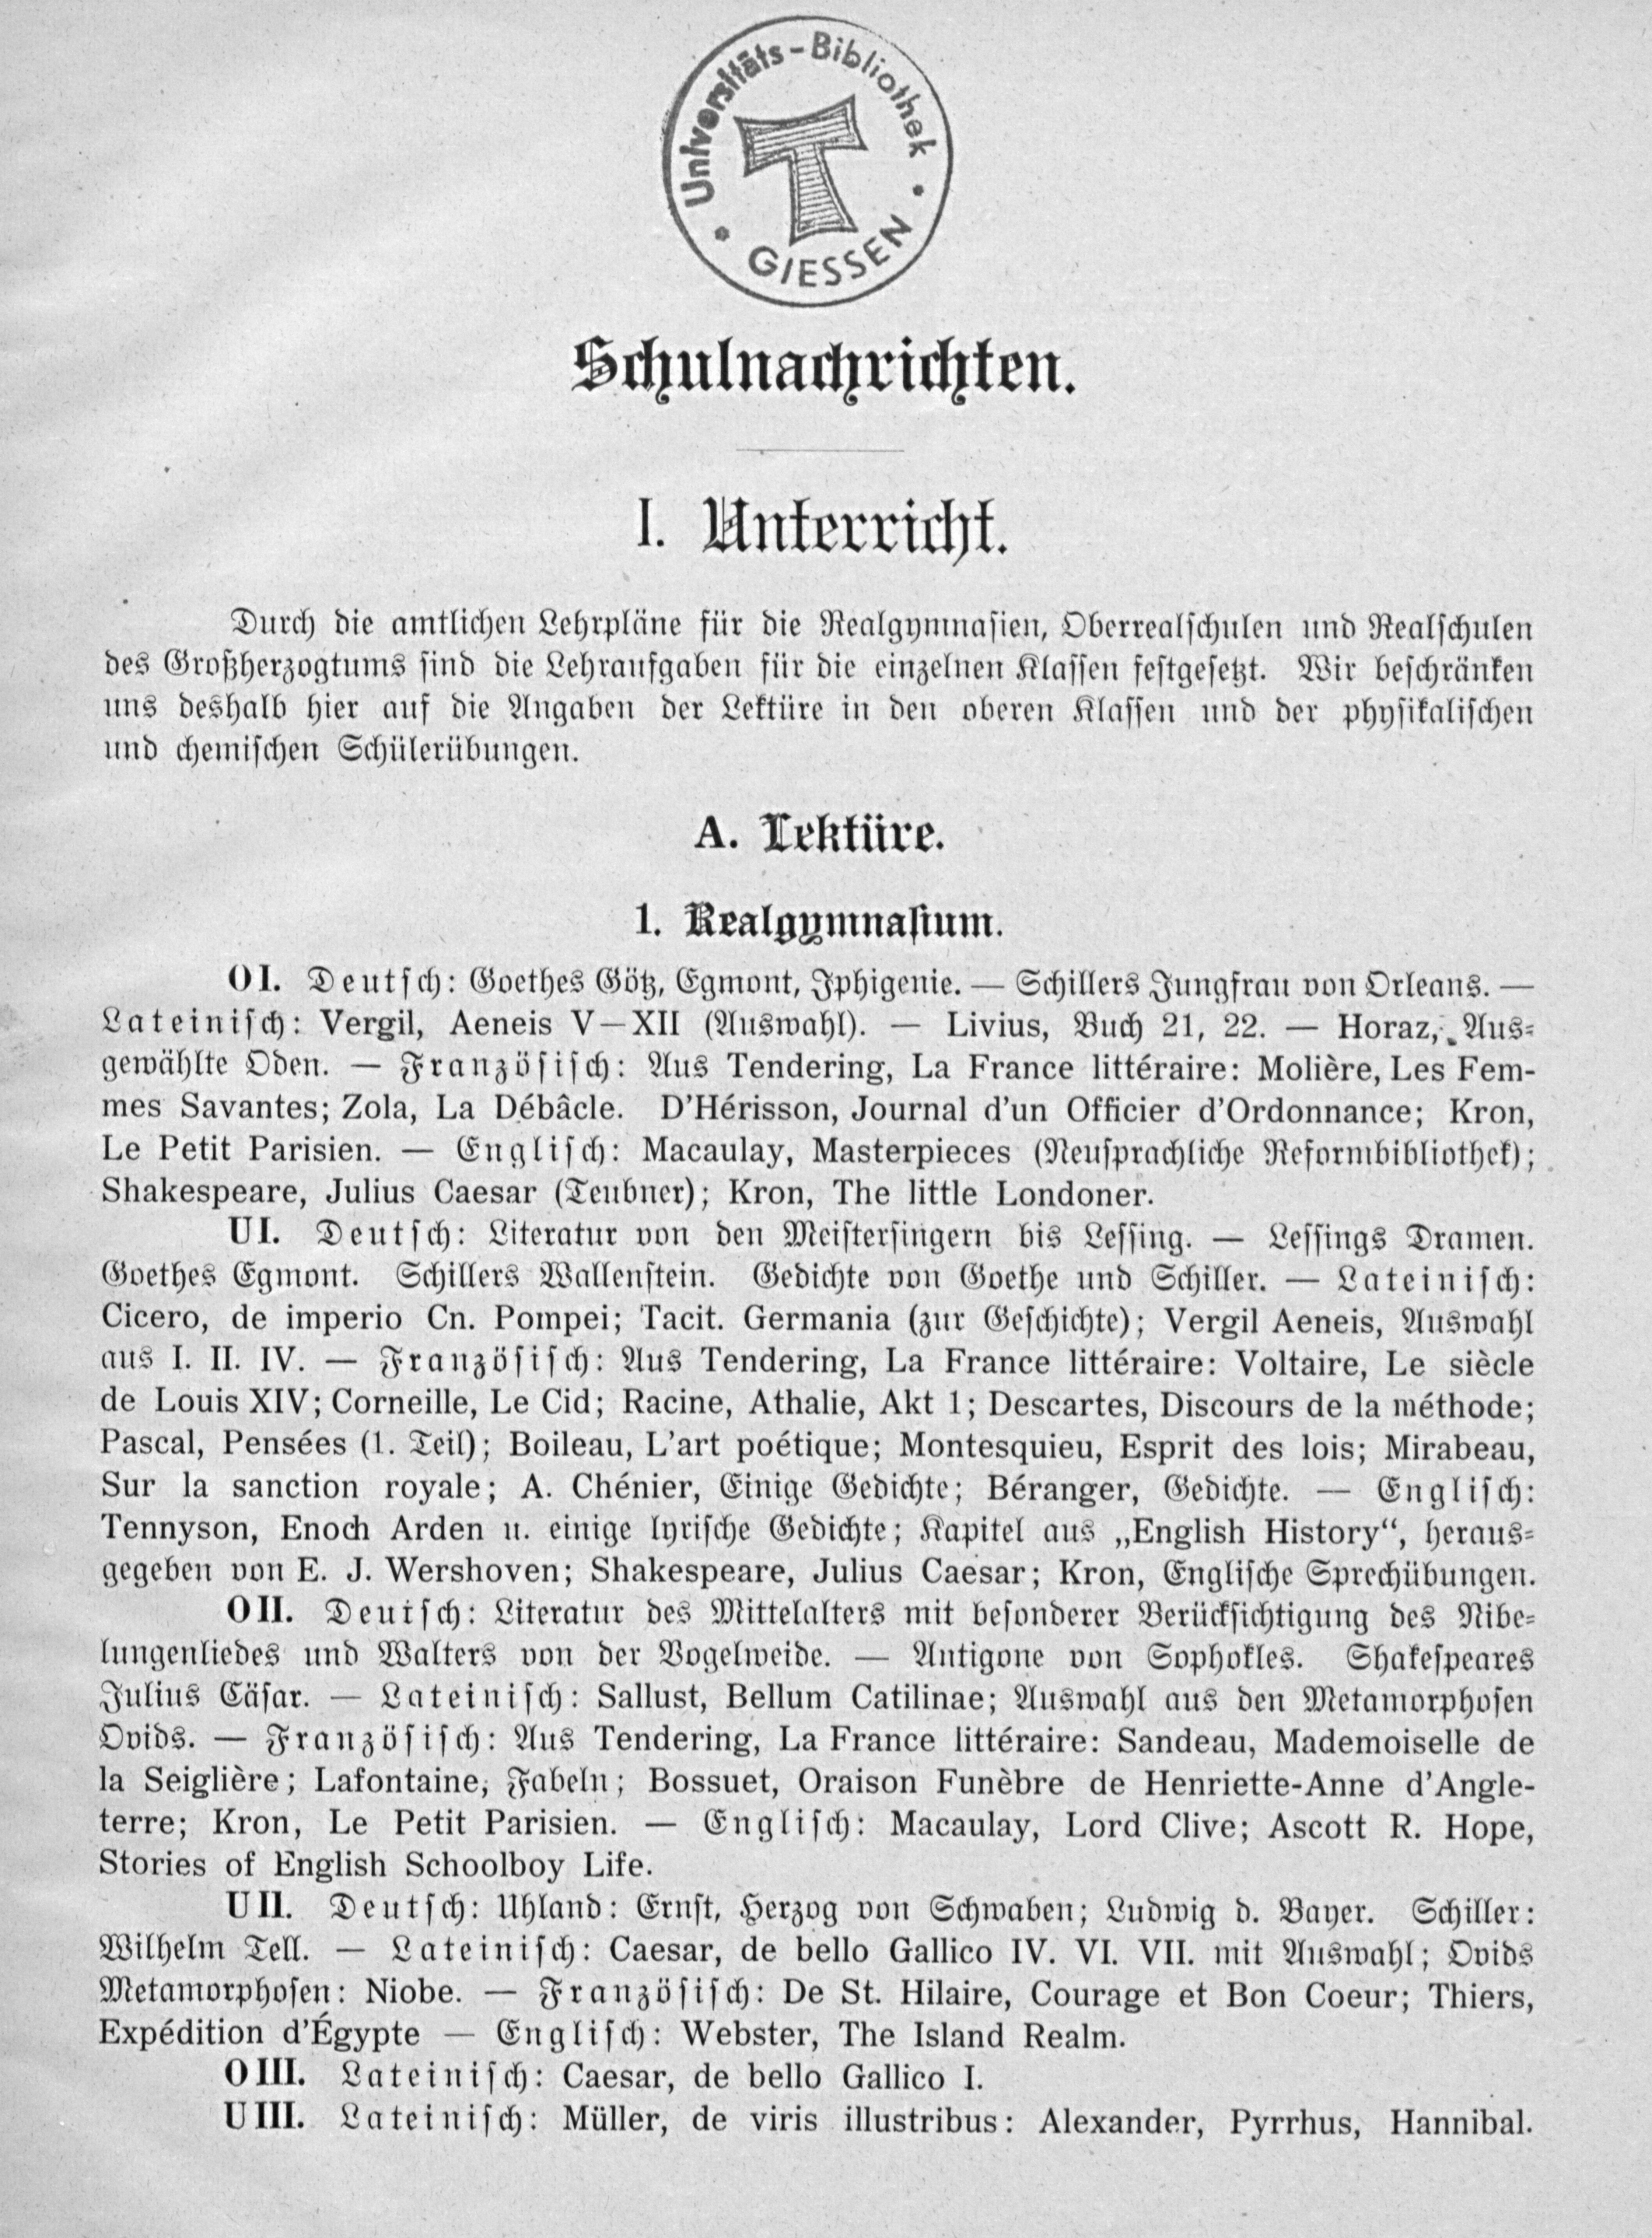 Universitäts-Bibliothek
GIESSEN
Schulnachrichten.
I. Unterricht.
Durch die amtlichen Lehrpläne für die Realgymnasien, Oberrealschulen und Realschulen
des Großherzogtums sind die Lehraufgaben für die einzelnen Klassen festgesetzt. Wir beschränken
uns deshalb hier auf die Angaben der Lektüre in den oberen Klassen und der physikalischen
und chemischen Schülerübungen.
A. Lektüre.
1. Realgymnasium.
OI. Deutsch: Goethes Götz, Egmont, Iphigenie. — Schillers Jungfrau von Orleans. —
Lateinisch: Vergil, Aeneis V—XII (Auswahl). — Livius, Buch 21, 22. — Horaz, Aus-
gewählte Oden. — Französisch: Aus Tendering, La France littéraire: Molière, Les Fem-
mes Savantes; Zola, La Débâcle. D'Hérisson, Journal d'un Officier d'Ordonnance; Kron,
Le Petit Parisien. — Englisch: Macaulay, Masterpieces (Neusprachliche Reformbibliothek);
Shakespeare, Julius Caesar (Teubner); Kron, The little Londoner.
UI. Deutsch: Literatur von den Meistersingern bis Lessing. — Lessings Dramen.
Goethes Egmont. Schillers Wallenstein. Gedichte von Goethe und Schiller. — Lateinisch:
Cicero, de imperio Cn. Pompei; Tacit. Germania (zur Geschichte); Vergil Aeneis, Auswahl
aus I. II. IV. — Französisch: Aus Tendering, La France littéraire: Voltaire, Le siècle
de Louis XIV; Corneille, Le Cid; Racine, Athalie, Akt 1; Descartes, Discours de la méthode;
Pascal, Pensées (1. Teil); Boileau, L'art poétique; Montesquieu, Esprit des lois; Mirabeau,
Sur la sanction royale; A. Chénier, Einige Gedichte; Béranger, Gedichte. — Englisch:
Tennyson, Enoch Arden u. einige lyrische Gedichte; Kapitel aus „English History“, heraus-
gegeben von E. J. Wershoven; Shakespeare, Julius Caesar; Kron, Englische Sprechübungen.
OII. Deutsch: Literatur des Mittelalters mit besonderer Berücksichtigung des Nibe-
lungenliedes und Walters von der Vogelweide. — Antigone von Sophokles. Shakespeares
Julius Cäsar. — Lateinisch: Sallust, Bellum Catilinae; Auswahl aus den Metamorphosen
Ovids. — Französisch: Aus Tendering, La France littéraire: Sandeau, Mademoiselle de
la Seiglière; Lafontaine, Fabeln; Bossuet, Oraison Funèbre de Henriette-Anne d'Angle-
terre; Kron, Le Petit Parisien. — Englisch: Macaulay, Lord Clive; Ascott R. Hope,
Stories of English Schoolboy Life.
UII. Deutsch: Uhland: Ernst, Herzog von Schwaben; Ludwig d. Bayer. Schiller:
Wilhelm Tell. — Lateinisch: Caesar, de bello Gallico IV. VI. VII. mit Auswahl; Ovids
Metamorphosen: Niobe. — Französisch: De St. Hilaire, Courage et Bon Coeur; Thiers,
Expédition d'Égypte — Englisch: Webster, The Island Realm.
OIII. Lateinisch: Caesar, de bello Gallico I.
UIII. Lateinisch: Müller, de viris illustribus: Alexander, Pyrrhus, Hannibal.